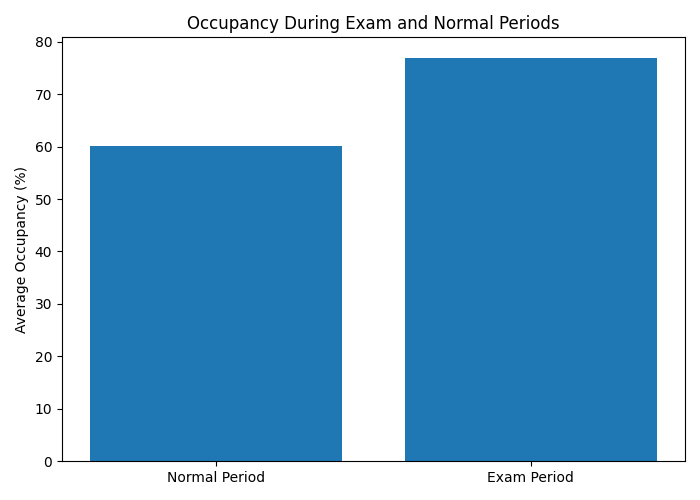 Occupancy During Exam and Normal Periods
Average Occupancy (%)
80
70
60
50
40
30
20
10
0
Normal Period
Exam Period